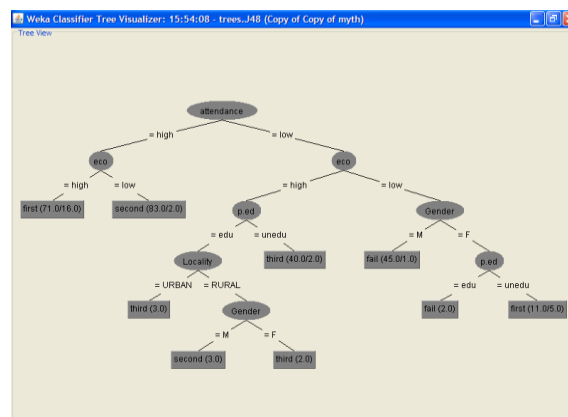 Weka Classifier Tree Visualizer: 15:54:08 - trees.J48 (Copy of Copy of myth)
Tree View
attendance
= high = low
eco eco
= high = low = high = low
first (71.0/16.0) second (83.0/2.0) p.ed Gender
= edu = unedu = M = F
Locality third (40.0/2.0) fail (45.0/1.0) p.ed
= URBAN = RURAL = edu = unedu
third (3.0) Gender fail (2.0) first (11.0/5.0)
= M = F
second (3.0) third (2.0)